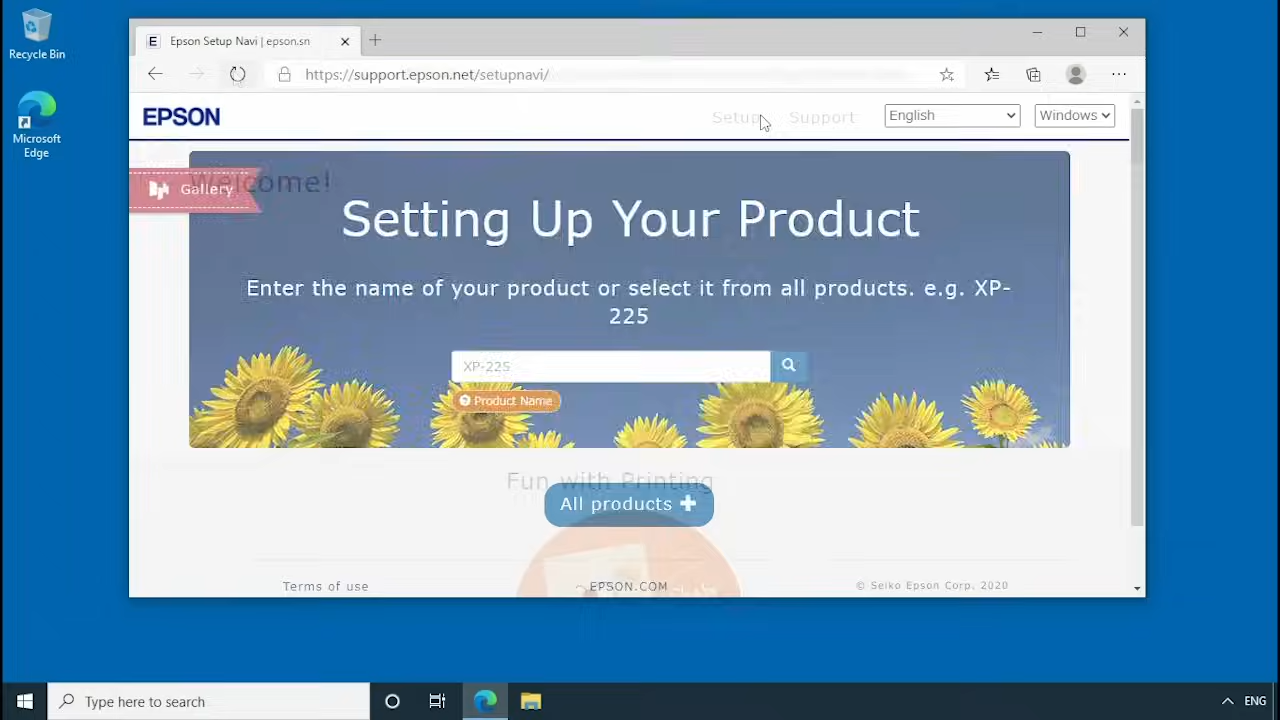 Recycle Bin
Microsoft
Edge
E Epson Setup Navi | epson.sn
https://support.epson.net/setupnavi/
EPSON
Setup
Support
English
Windows
Welcome!
Gallery
Setting Up Your Product
Enter the name of your product or select it from all products. e.g. XP-
225
XP-225
Product Name
Fun with Printing
All products
Terms of use
EPSON.COM
© Seiko Epson Corp. 2020
Type here to search
ENG